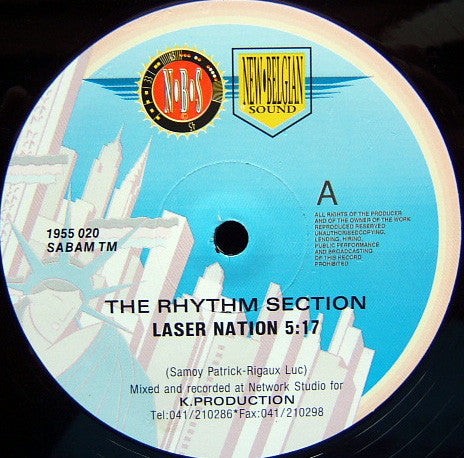 N•B•S
NEW•BELGIAN
SOUND
A
1955 020
SABAM TM
ALL RIGHTS OF THE PRODUCER
AND OF THE OWNER OF THE WORK
REPRODUCED RESERVED
UNAUTHORISEDCOPYING,
LENDING, HIRING,
PUBLIC PERFORMANCE
AND BROADCASTING
OF THIS RECORD
PROHIBITED
THE RHYTHM SECTION
LASER NATION 5:17
(Samoy Patrick-Rigaux Luc)
Mixed and recorded at Network Studio for
K.PRODUCTION
Tel:041/210286*Fax:041/210298